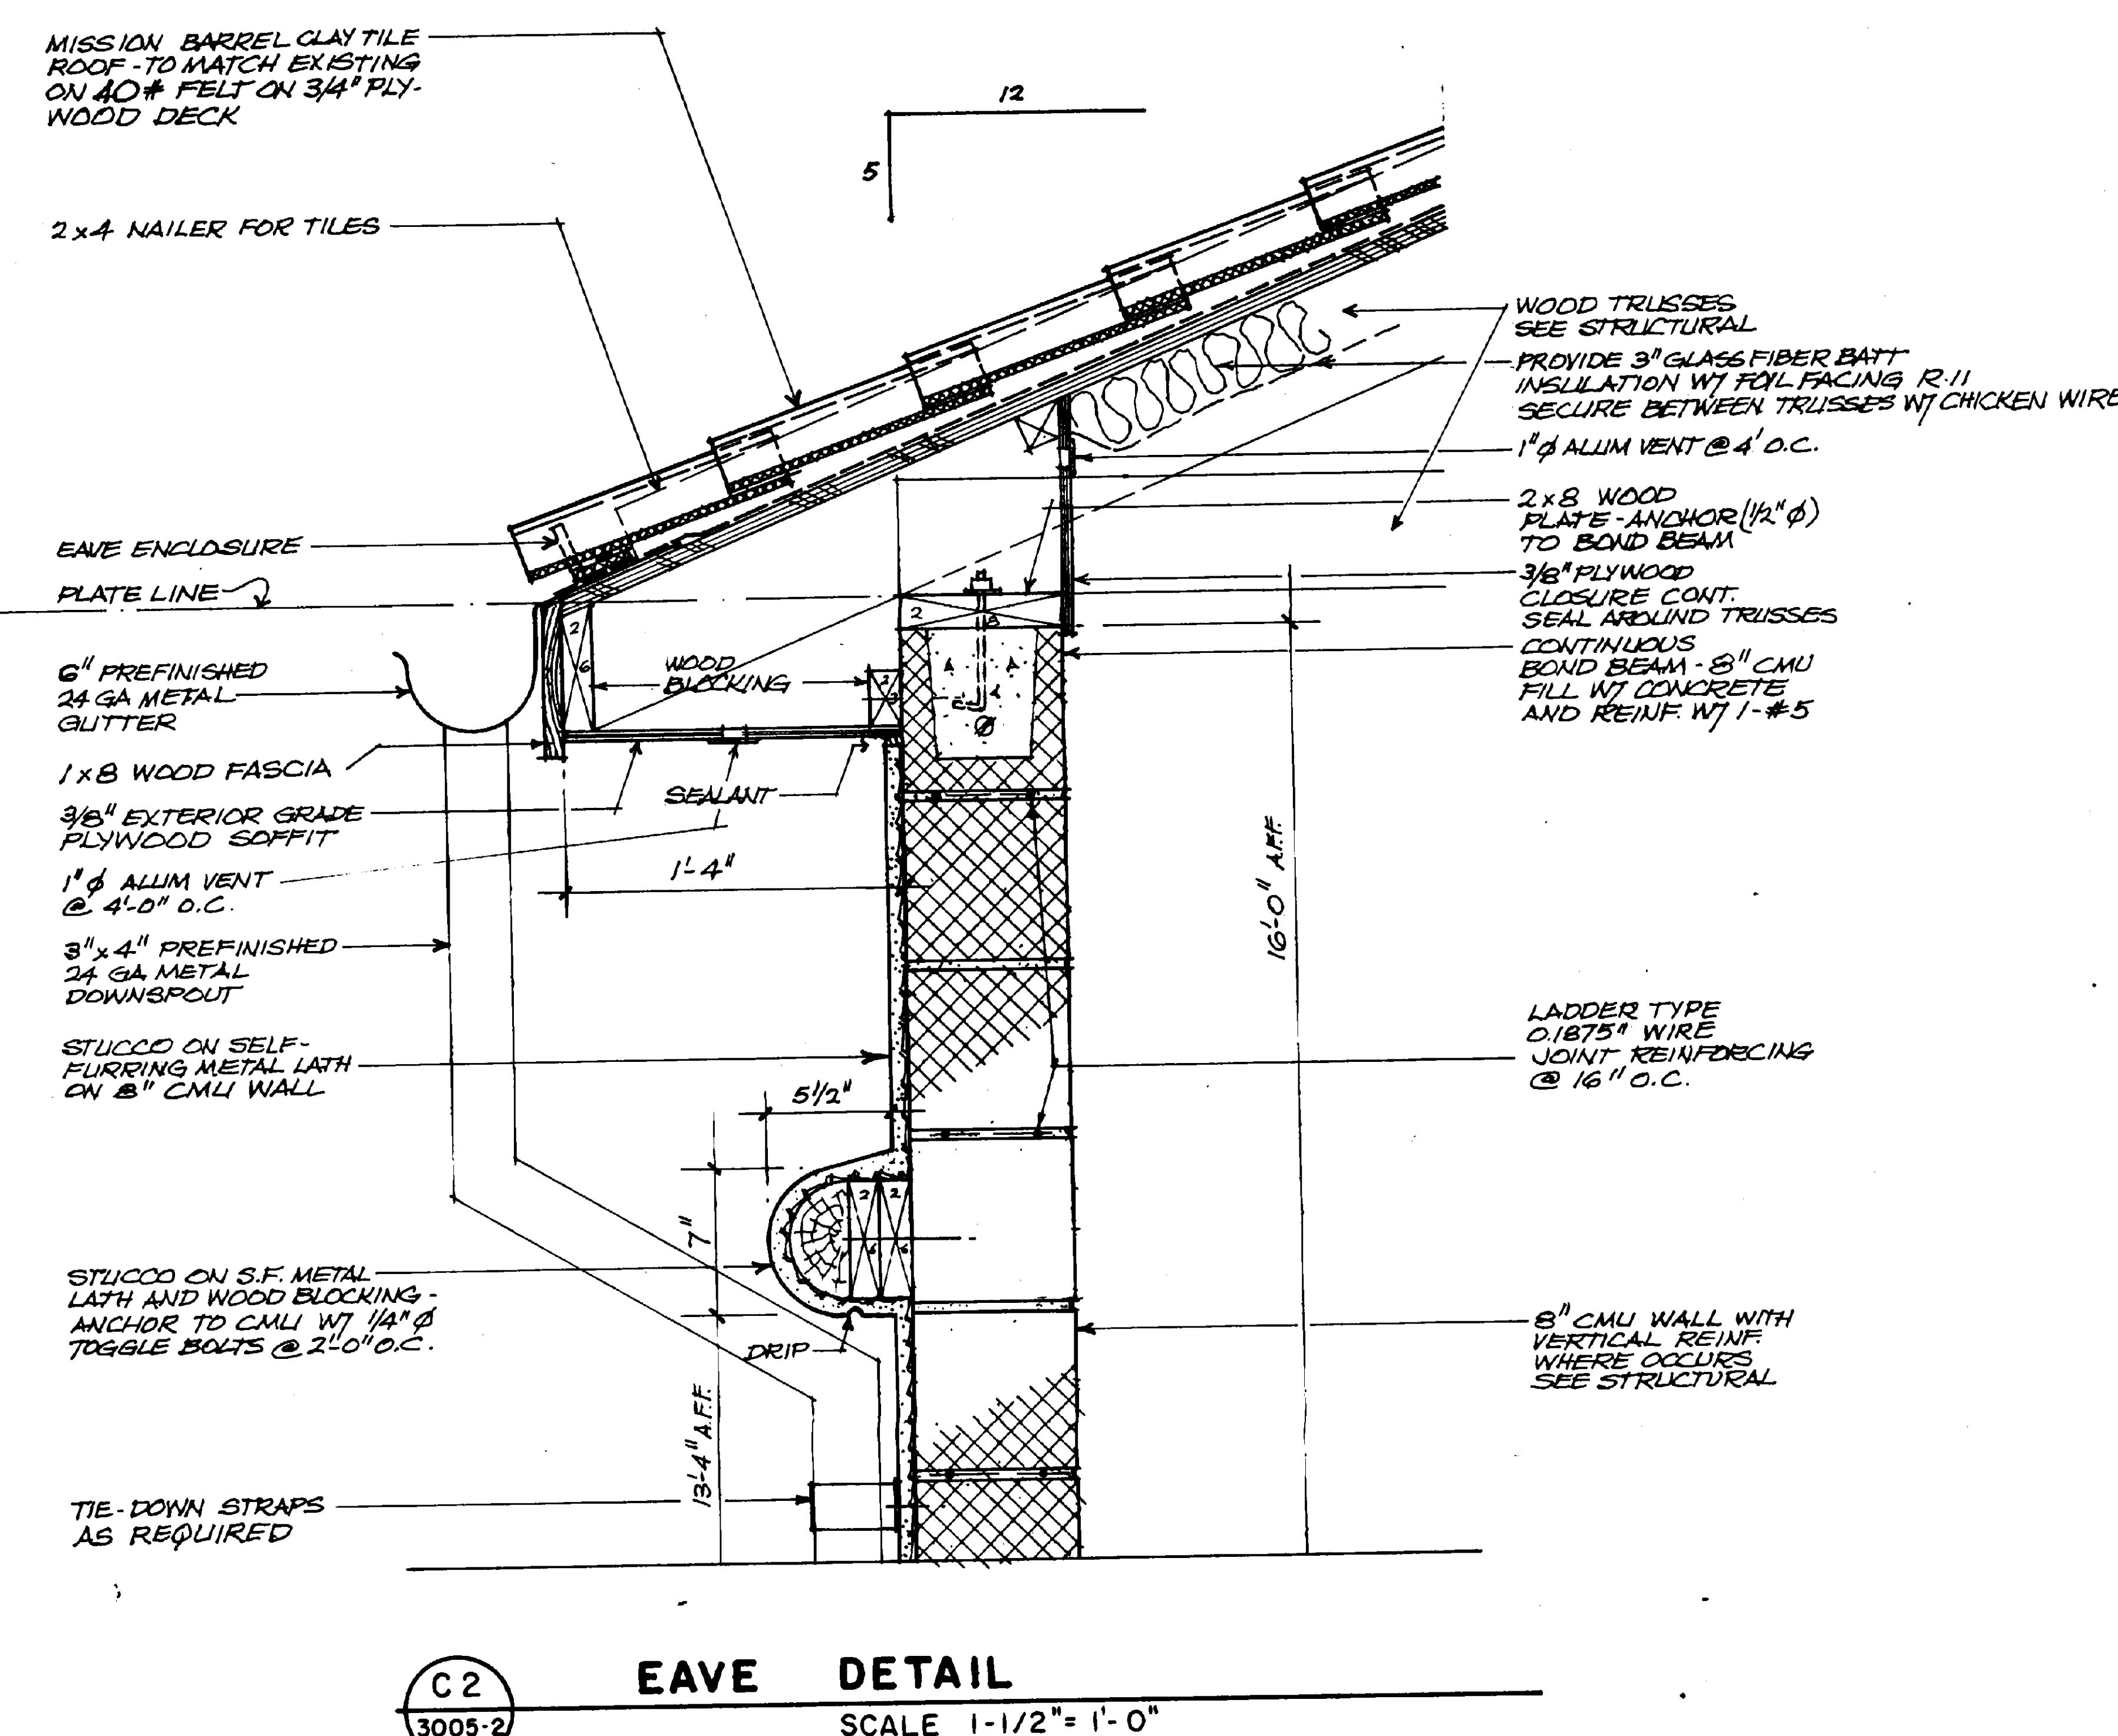 MISSION BARREL CLAY TILE
ROOF - TO MATCH EXISTING
ON 40# FELT ON 3/4" PLY-
WOOD DECK
2x4 NAILER FOR TILES
EAVE ENCLOSURE
PLATE LINE
6" PREFINISHED
24 GA METAL
GUTTER
1x8 WOOD FASCIA
3/8" EXTERIOR GRADE
PLYWOOD SOFFIT
1"ø ALUM VENT
@ 4'-0" O.C.
3"x4" PREFINISHED
24 GA METAL
DOWNSPOUT
STUCCO ON SELF-
FURRING METAL LATH
ON 8" CMU WALL
STUCCO ON S.F. METAL
LATH AND WOOD BLOCKING -
ANCHOR TO CMU W/ 1/4"ø
TOGGLE BOLTS @ 2'-0" O.C.
TIE-DOWN STRAPS
AS REQUIRED
12
5
2
6
WOOD
BLOCKING
2
2
8
SEALANT
1'-4"
5 1/2"
7"
2
2
6
6
DRIP
13'-4" A.F.F.
16'-0" A.F.F.
WOOD TRUSSES
SEE STRUCTURAL
PROVIDE 3" GLASS FIBER BATT
INSULATION W/ FOIL FACING R-11
SECURE BETWEEN TRUSSES W/ CHICKEN WIRE
1"ø ALUM VENT @ 4' O.C.
2x8 WOOD
PLATE-ANCHOR (1/2"ø)
TO BOND BEAM
3/8" PLYWOOD
CLOSURE CONT.
SEAL AROUND TRUSSES
CONTINUOUS
BOND BEAM - 8" CMU
FILL W/ CONCRETE
AND REINF. W/ 1-#5
LADDER TYPE
0.1875" WIRE
JOINT REINFORCING
@ 16" O.C.
8" CMU WALL WITH
VERTICAL REINF.
WHERE OCCURS
SEE STRUCTURAL
C2
3005-2
EAVE DETAIL
SCALE 1-1/2"= 1'-0"